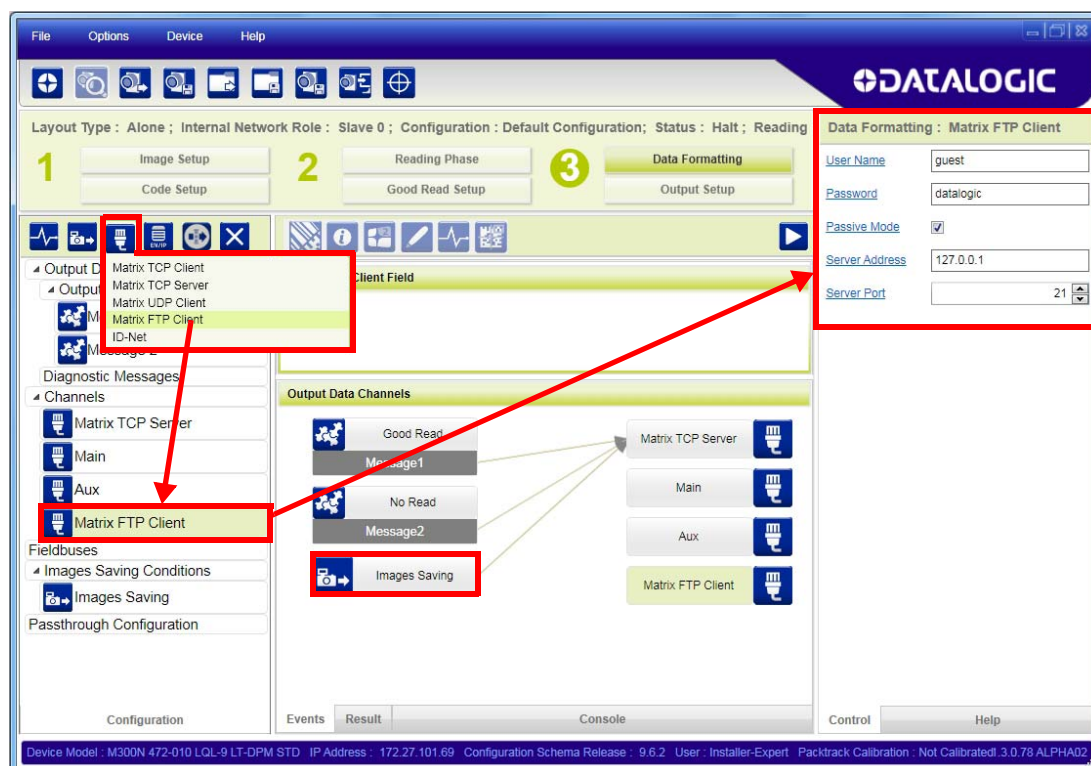 File Options Device Help
DATALOGIC
Layout Type : Alone ; Internal Network Role : Slave 0 ; Configuration : Default Configuration; Status : Halt ; Reading
1
Image Setup
Code Setup
2
Reading Phase
Good Read Setup
3
Data Formatting
Output Setup
Data Formatting : Matrix FTP Client
User Name guest
Password datalogic
Passive Mode
Server Address 127.0.0.1
Server Port 21
EN/IP
Matrix TCP Client
Matrix TCP Server
Matrix UDP Client
Matrix FTP Client
ID-Net
Output D
Output
M
Message 2
Diagnostic Messages
Channels
Matrix TCP Server
Main
Aux
Matrix FTP Client
Fieldbuses
Images Saving Conditions
Images Saving
Passthrough Configuration
Configuration
Client Field
Output Data Channels
Good Read
Message1
No Read
Message2
Images Saving
Matrix TCP Server
Main
Aux
Matrix FTP Client
Events Result Console
Control Help
Device Model : M300N 472-010 LQL-9 LT-DPM STD IP Address : 172.27.101.69 Configuration Schema Release : 9.6.2 User : Installer-Expert Packtrack Calibration : Not Calibrated!.3.0.78 ALPHA02